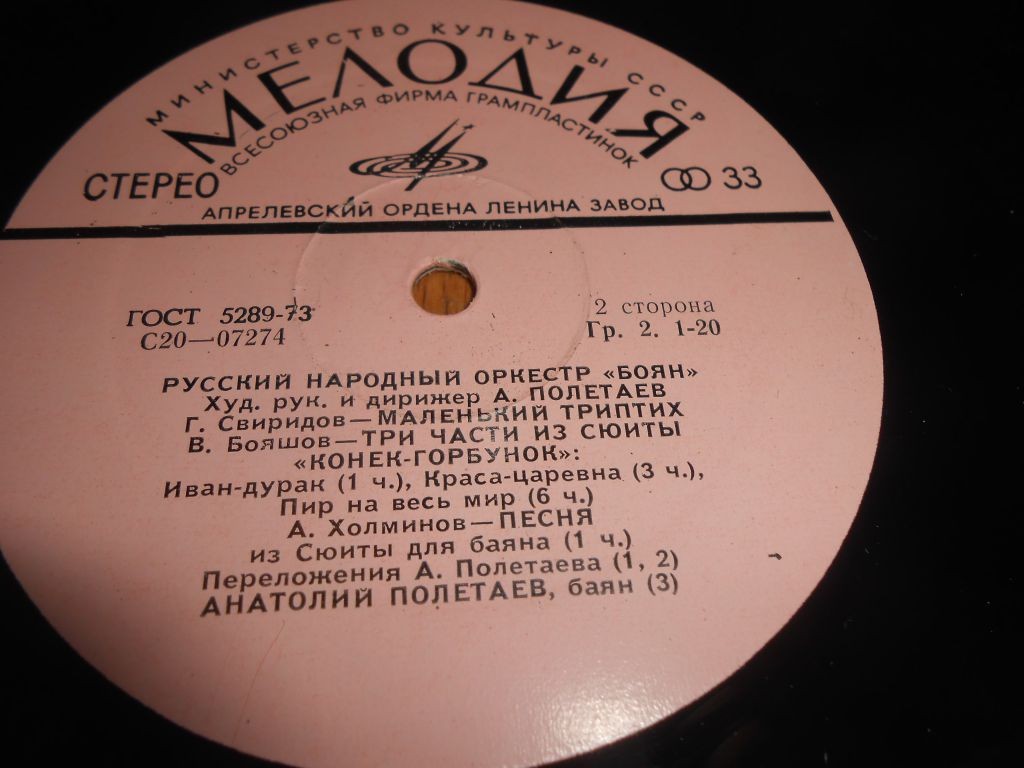 МИНИСТЕРСТВО КУЛЬТУРЫ СССР
МЕЛОДИЯ
ВСЕСОЮЗНАЯ ФИРМА ГРАМПЛАСТИНОК
СТЕРЕО
33
АПРЕЛЕВСКИЙ ОРДЕНА ЛЕНИНА ЗАВОД
ГОСТ 5289-73
С20—07274
2 сторона
Гр. 2. 1-20
РУССКИЙ НАРОДНЫЙ ОРКЕСТР «БОЯН»
Худ. рук. и дирижер А. ПОЛЕТАЕВ
Г. Свиридов—МАЛЕНЬКИЙ ТРИПТИХ
В. Бояшов—ТРИ ЧАСТИ ИЗ СЮИТЫ
«КОНЕК-ГОРБУНОК»:
Иван-дурак (1 ч.), Краса-царевна (3 ч.),
Пир на весь мир (6 ч.)
А. Холминов—ПЕСНЯ
из Сюиты для баяна (1 ч.)
Переложения А. Полетаева (1, 2)
АНАТОЛИЙ ПОЛЕТАЕВ, баян (3)